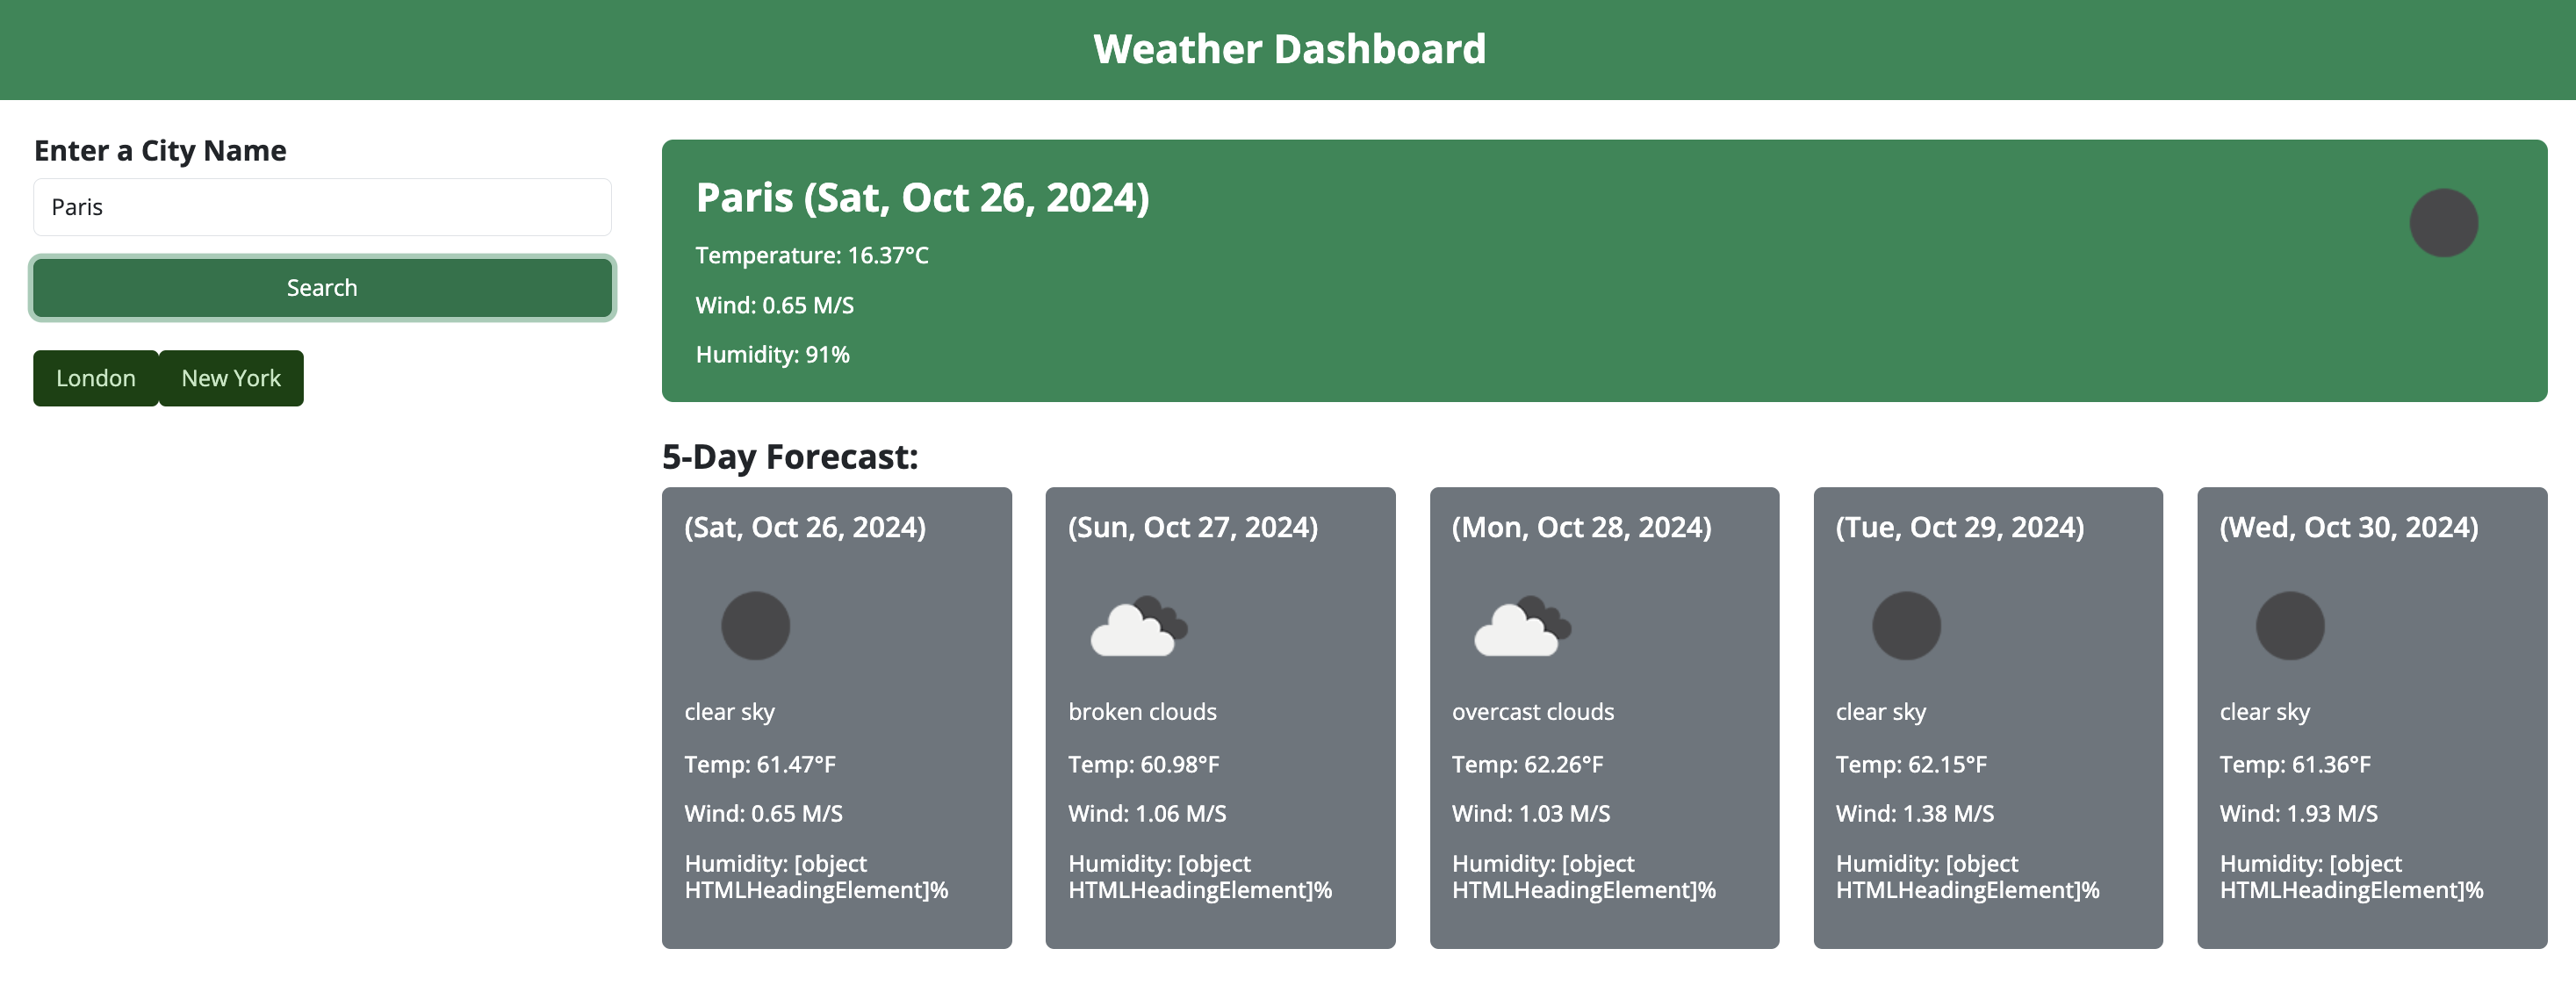 Weather Dashboard
Enter a City Name
Paris
Search
London
New York
Paris (Sat, Oct 26, 2024)
Temperature: 16.37°C
Wind: 0.65 M/S
Humidity: 91%
5-Day Forecast:
(Sat, Oct 26, 2024)
clear sky
Temp: 61.47°F
Wind: 0.65 M/S
Humidity: [object
HTMLHeadingElement]%
(Sun, Oct 27, 2024)
broken clouds
Temp: 60.98°F
Wind: 1.06 M/S
Humidity: [object
HTMLHeadingElement]%
(Mon, Oct 28, 2024)
overcast clouds
Temp: 62.26°F
Wind: 1.03 M/S
Humidity: [object
HTMLHeadingElement]%
(Tue, Oct 29, 2024)
clear sky
Temp: 62.15°F
Wind: 1.38 M/S
Humidity: [object
HTMLHeadingElement]%
(Wed, Oct 30, 2024)
clear sky
Temp: 61.36°F
Wind: 1.93 M/S
Humidity: [object
HTMLHeadingElement]%